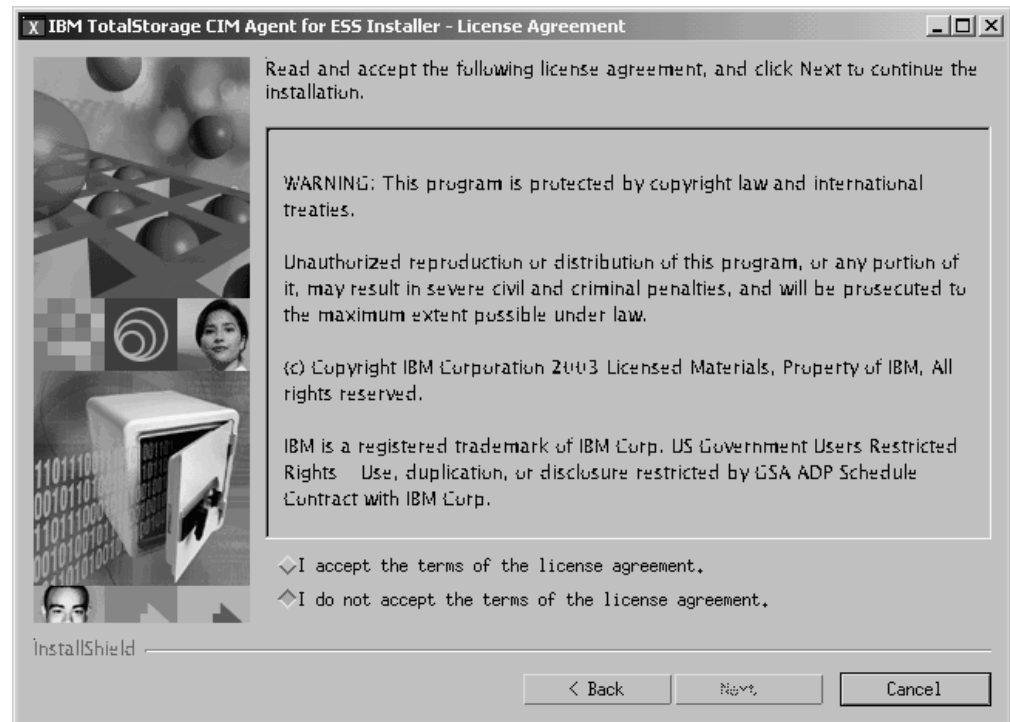 X IBM TotalStorage CIM Agent for ESS Installer - License Agreement
Read and accept the following license agreement, and click Next to continue the
installation.
WARNING: This program is protected by copyright law and international
treaties.
Unauthorized reproduction or distribution of this program, or any portion of
it, may result in severe civil and criminal penalties, and will be prosecuted to
the maximum extent possible under law.
(c) Copyright IBM Corporation 2003 Licensed Materials, Property of IBM, All
rights reserved.
IBM is a registered trademark of IBM Corp. US Government Users Restricted
Rights   Use, duplication, or disclosure restricted by GSA ADP Schedule
Contract with IBM Corp.
I accept the terms of the license agreement.
I do not accept the terms of the license agreement.
InstallShield
< Back
Next
Cancel